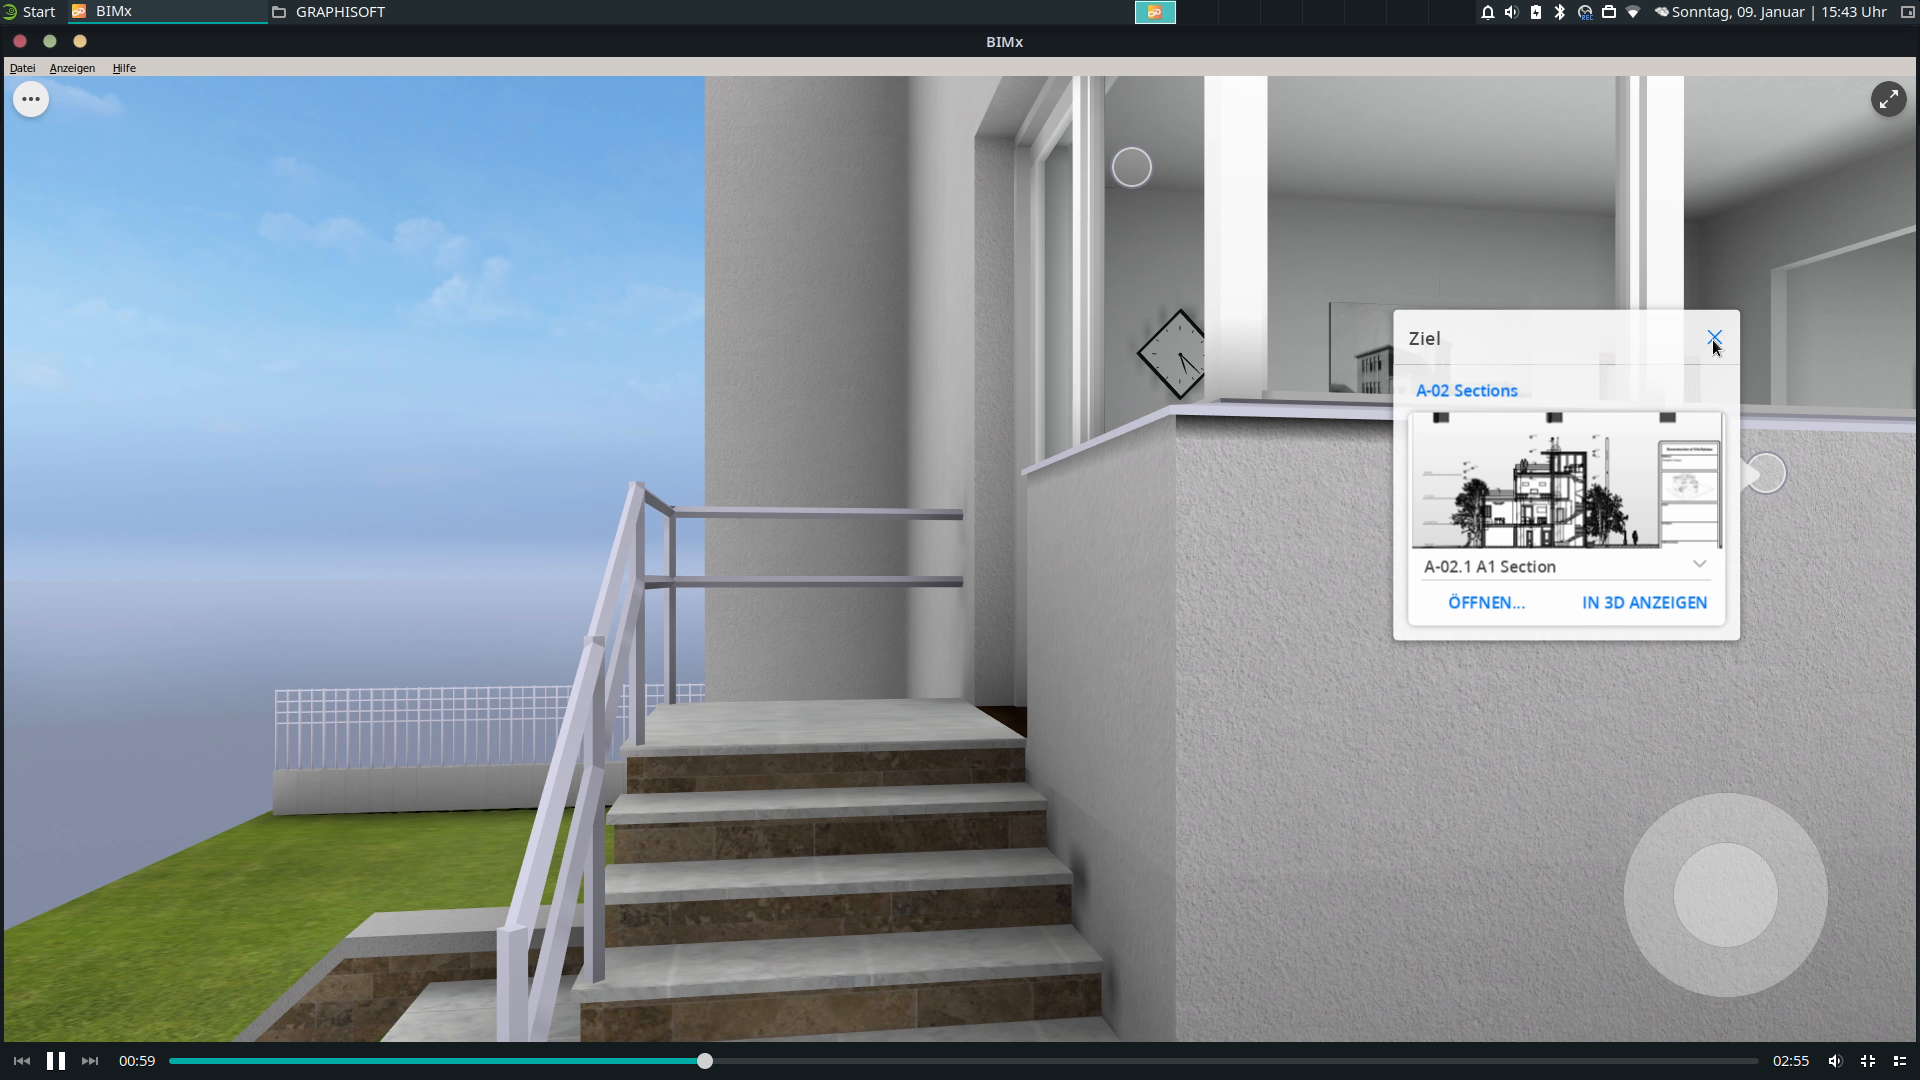 Start
BIMx
GRAPHISOFT
REC
Sonntag, 09. Januar | 15:43 Uhr
BIMx
Datei Anzeigen Hilfe
Ziel
A-02 Sections
A-02.1 A1 Section
ÖFFNEN...
IN 3D ANZEIGEN
00:59
02:55